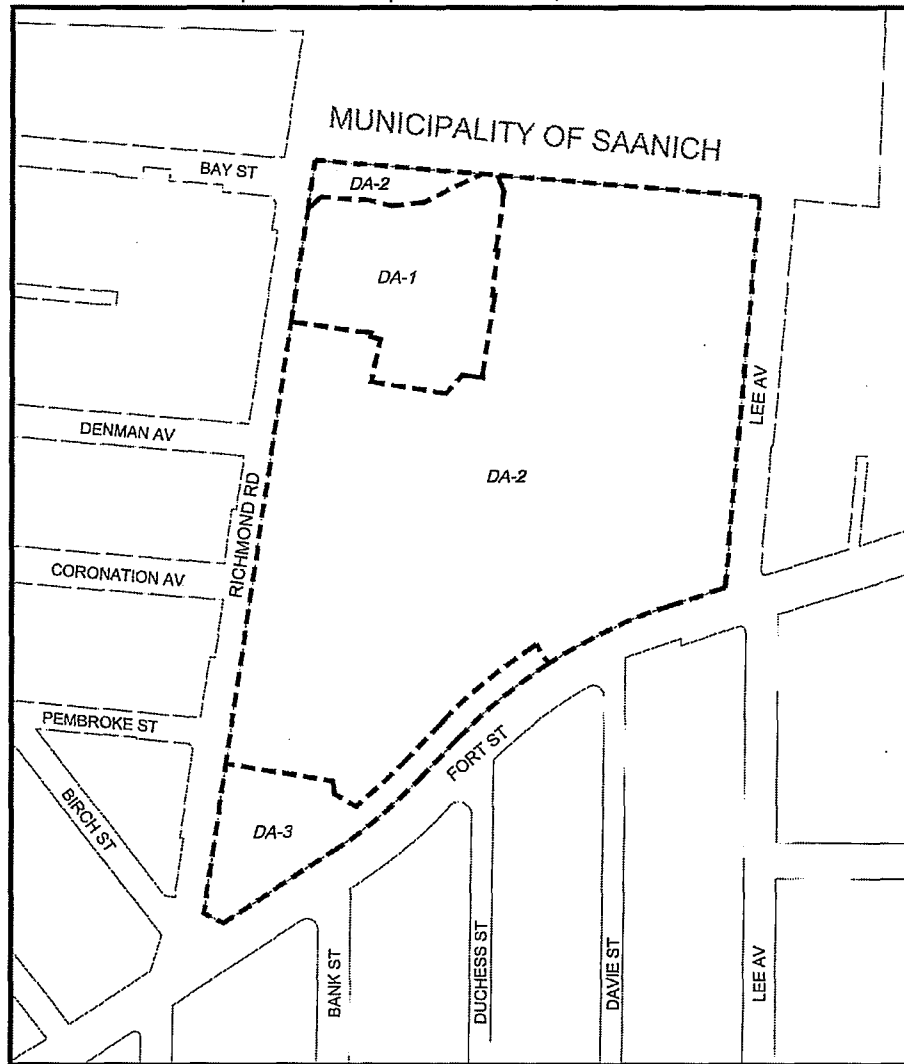 MUNICIPALITY OF SAANICH
BAY ST
DA-2
DA-1
LEE AV
DENMAN AV
DA-2
RICHMOND RD
CORONATION AV
PEMBROKE ST
FORT ST
BIRCH ST
DA-3
BANK ST
DUCHESS ST
DAVIE ST
LEE AV